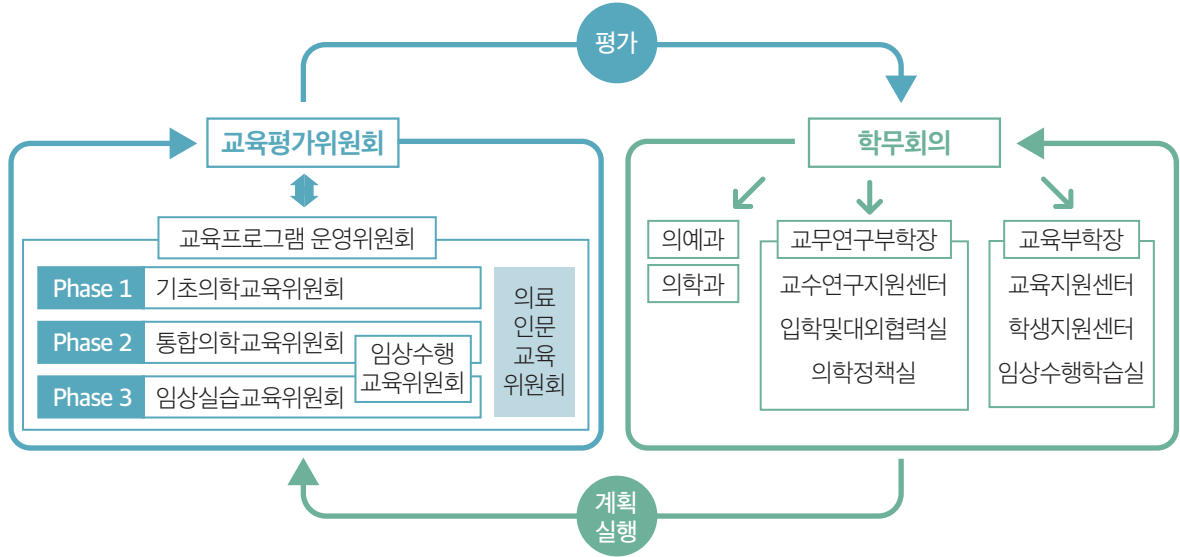 평가
교육평가위원회
교육프로그램 운영위원회
Phase 1 기초의학교육위원회
Phase 2 통합의학교육위원회
Phase 3 임상실습교육위원회
임상수행
교육위원회
의료
인문
교육
위원회
학무회의
의예과
의학과
교무연구부학장
교수연구지원센터
입학및대외협력실
의학정책실
교육부학장
교육지원센터
학생지원센터
임상수행학습실
계획
실행